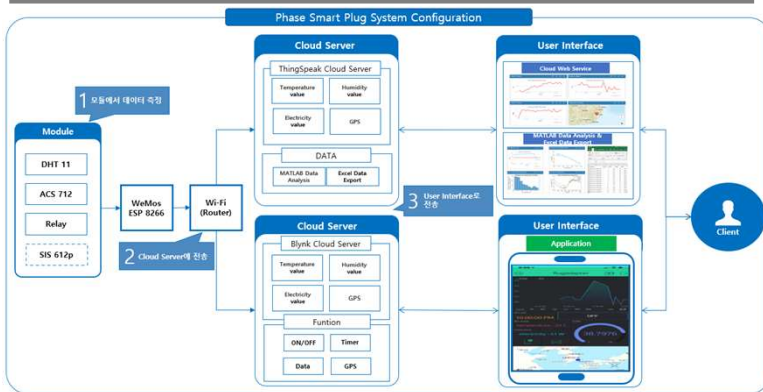 Phase Smart Plug System Configuration
1 모듈에서 데이터 측정
Module
DHT 11
ACS 712
Relay
SIS 612p
WeMos
ESP 8266
Wi-Fi
(Router)
2 Cloud Server에 전송
Cloud Server
ThingSpeak Cloud Server
Temperature
value
Humidity
value
Electricity
value
GPS
DATA
MATLAB Data
Analysis
Excel Data
Export
3 User Interface로
전송
Cloud Server
Blynk Cloud Server
Temperature
value
Humidity
value
Electricity
value
GPS
Funtion
ON/OFF
Timer
Data
GPS
User Interface
Cloud Web Service
MATLAB Data Analysis &
Excel Data Export
User Interface
Application
Client